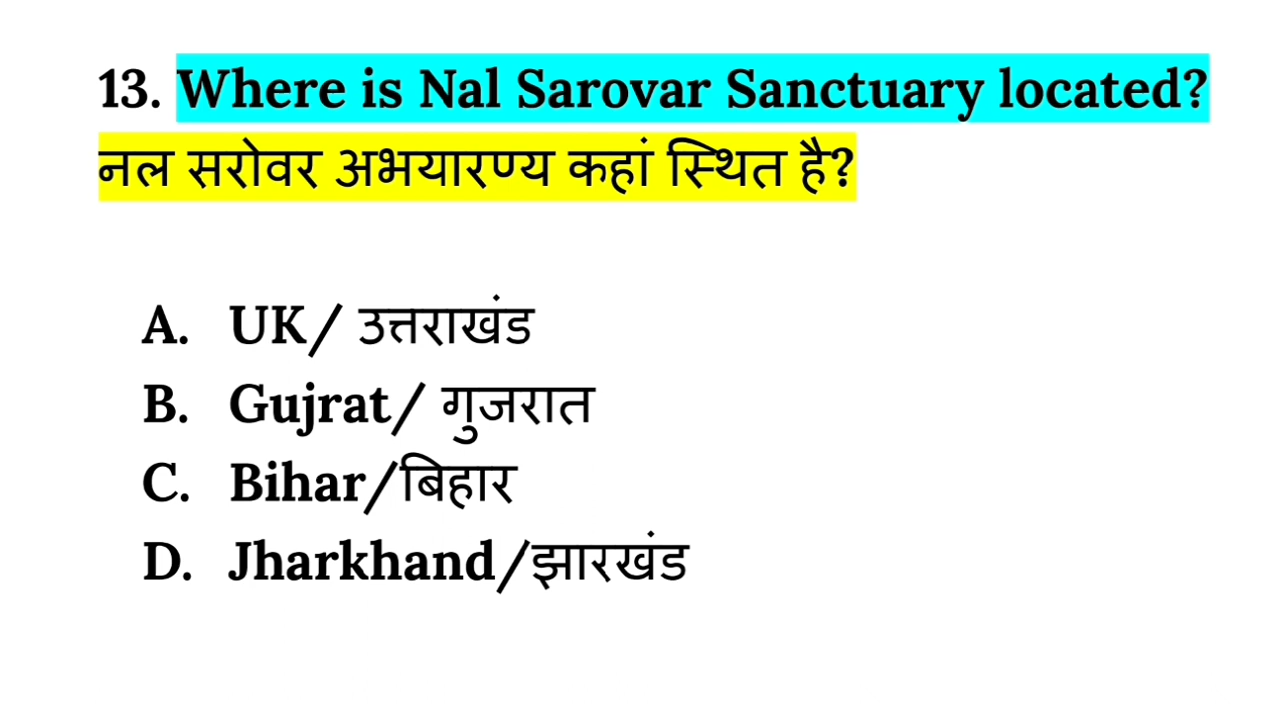 13. Where is Nal Sarovar Sanctuary located?
नल सरोवर अभयारण्य कहां स्थित है?
A. UK/ उत्तराखंड
B. Gujrat/ गुजरात
C. Bihar/बिहार
D. Jharkhand/झारखंड